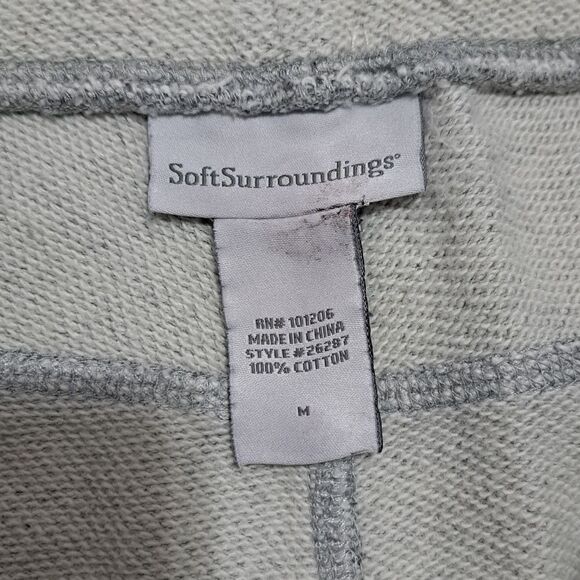 SoftSurroundings®
RN# 101206
MADE IN CHINA
STYLE #26287
100% COTTON
M